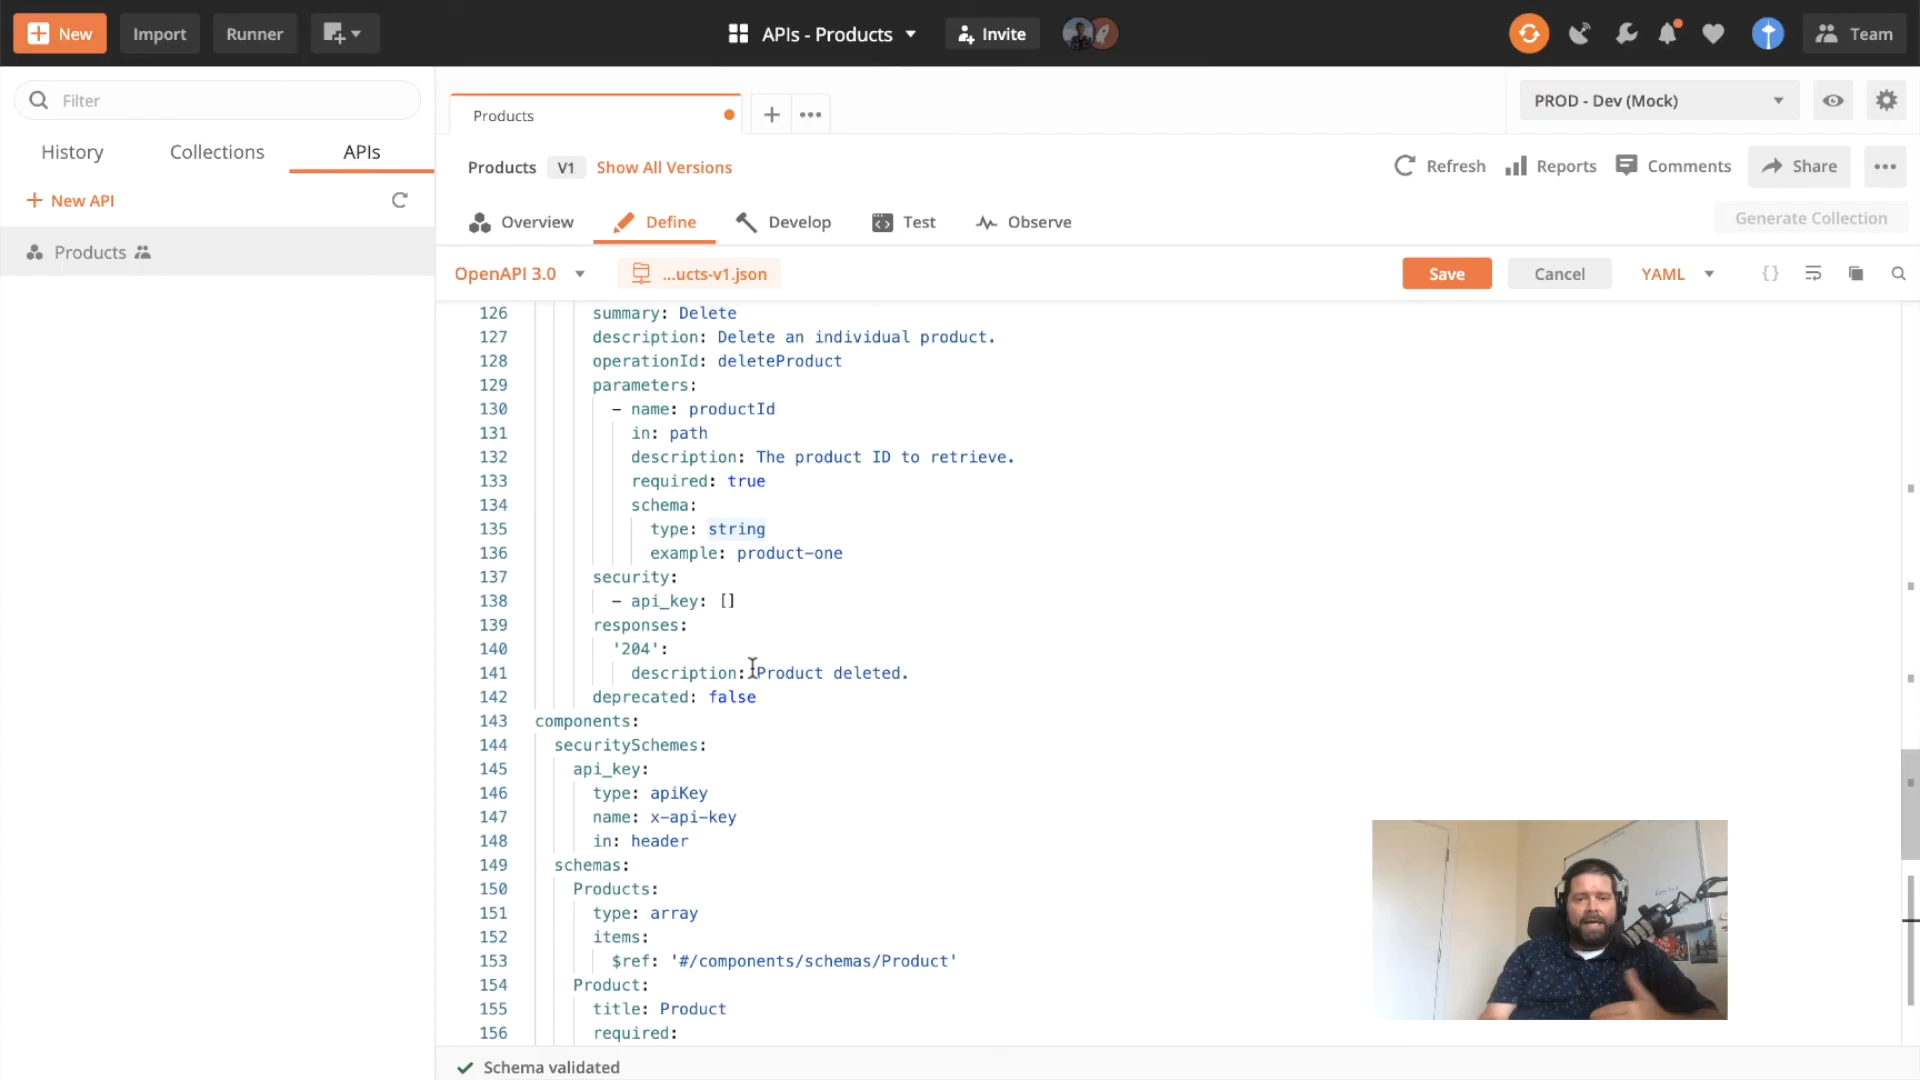 New
Import
Runner
APIs - Products
Invite
Team
Filter
Products
PROD - Dev (Mock)
History
Collections
APIs
Products
V1
Show All Versions
Refresh
Reports
Comments
Share
New API
Overview
Define
Develop
Test
Observe
Generate Collection
Products
OpenAPI 3.0
...ucts-v1.json
Save
Cancel
YAML
126 summary: Delete
127 description: Delete an individual product.
128 operationId: deleteProduct
129 parameters:
130 - name: productId
131 in: path
132 description: The product ID to retrieve.
133 required: true
134 schema:
135 type: string
136 example: product-one
137 security:
138 - api_key: []
139 responses:
140 '204':
141 description: Product deleted.
142 deprecated: false
143 components:
144 securitySchemes:
145 api_key:
146 type: apiKey
147 name: x-api-key
148 in: header
149 schemas:
150 Products:
151 type: array
152 items:
153 $ref: '#/components/schemas/Product'
154 Product:
155 title: Product
156 required:
Schema validated